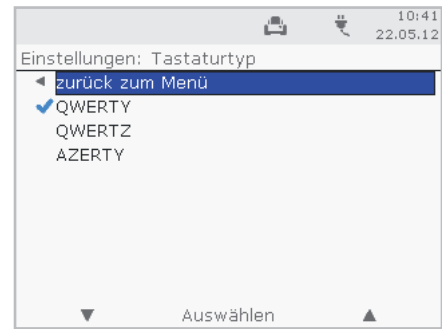 10:41
22.05.12
Einstellungen: Tastaturtyp
zurück zum Menü
QWERTY
QWERTZ
AZERTY
Auswählen